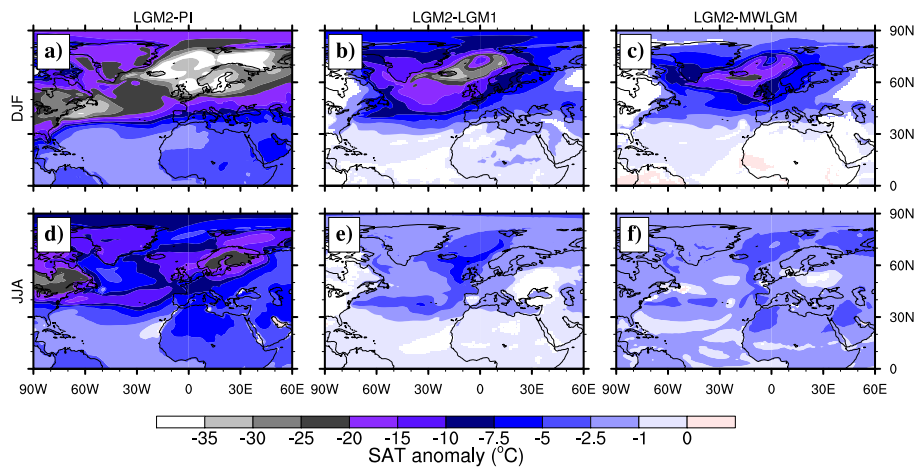 LGM2-PI LGM2-LGM1 LGM2-MWLGM
a) b) c) 90N
60N
DJF
30N
0
d) e) f) 90N
60N
JJA
30N
0
90W 60W 30W 0 30E 60E 90W 60W 30W 0 30E 60E 90W 60W 30W 0 30E 60E
-35 -30 -25 -20 -15 -10 -7.5 -5 -2.5 -1 0
SAT anomaly (°C)